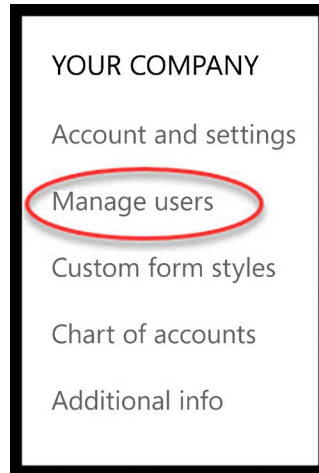 YOUR COMPANY
Account and settings
Manage users
Custom form styles
Chart of accounts
Additional info